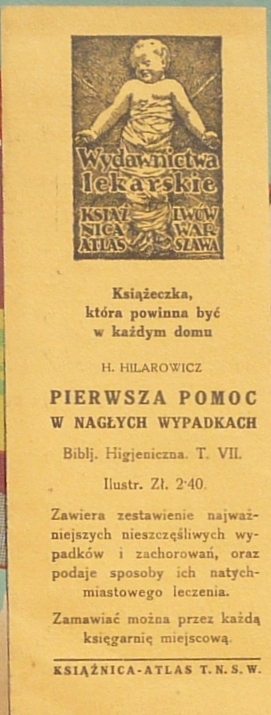 Wydawnictwa
lekarskie
KSIĄŻ LWÓW
NICA WAR
ATLAS SZAWA
Książeczka,
która powinna być
w każdym domu
H. HILAROWICZ
PIERWSZA POMOC
W NAGŁYCH WYPADKACH
Biblj. Higjeniczna. T. VII.
Ilustr. Zł. 2·40.
Zawiera zestawienie najważ-
niejszych nieszczęśliwych wy-
padków i zachorowań, oraz
podaje sposoby ich natych-
miastowego leczenia.
Zamawiać można przez każdą
księgarnię miejscową.
KSIĄŻNICA-ATLAS T. N. S. W.